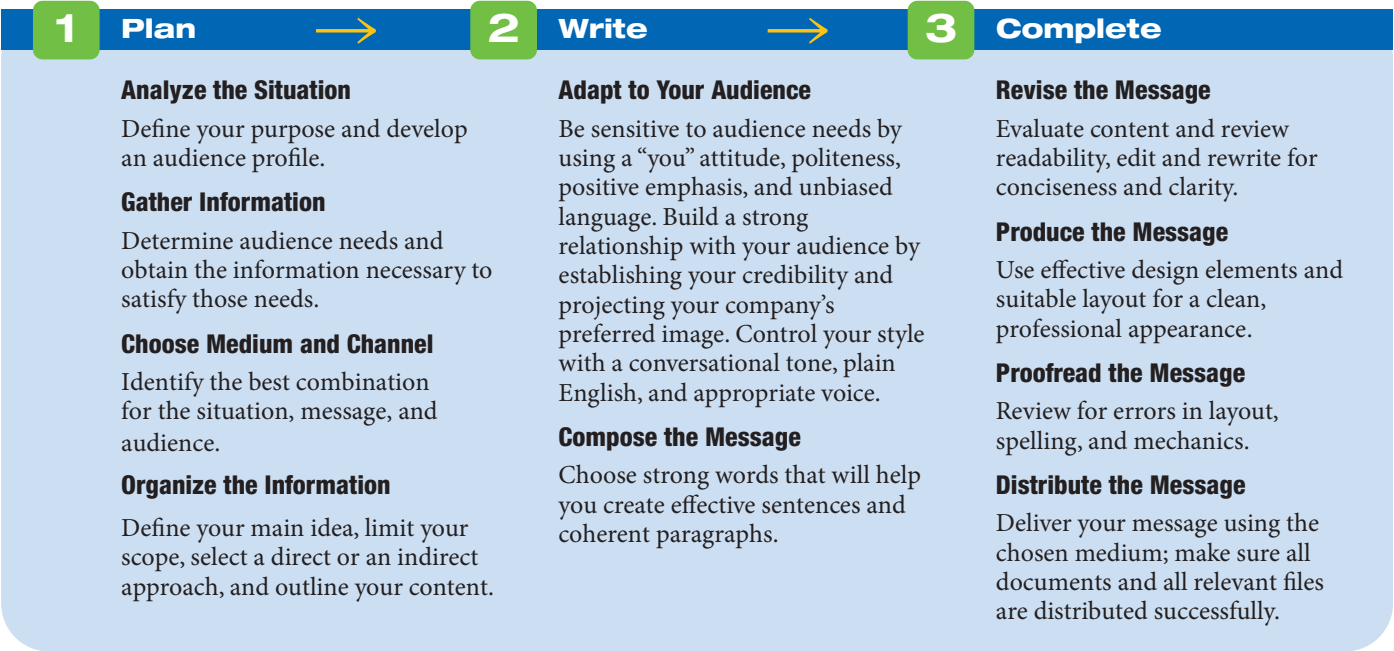 1 Plan → 2 Write → 3 Complete
Analyze the Situation
Define your purpose and develop
an audience profile.
Gather Information
Determine audience needs and
obtain the information necessary to
satisfy those needs.
Choose Medium and Channel
Identify the best combination
for the situation, message, and
audience.
Organize the Information
Define your main idea, limit your
scope, select a direct or an indirect
approach, and outline your content.
Adapt to Your Audience
Be sensitive to audience needs by
using a “you” attitude, politeness,
positive emphasis, and unbiased
language. Build a strong
relationship with your audience by
establishing your credibility and
projecting your company’s
preferred image. Control your style
with a conversational tone, plain
English, and appropriate voice.
Compose the Message
Choose strong words that will help
you create effective sentences and
coherent paragraphs.
Revise the Message
Evaluate content and review
readability, edit and rewrite for
conciseness and clarity.
Produce the Message
Use effective design elements and
suitable layout for a clean,
professional appearance.
Proofread the Message
Review for errors in layout,
spelling, and mechanics.
Distribute the Message
Deliver your message using the
chosen medium; make sure all
documents and all relevant files
are distributed successfully.